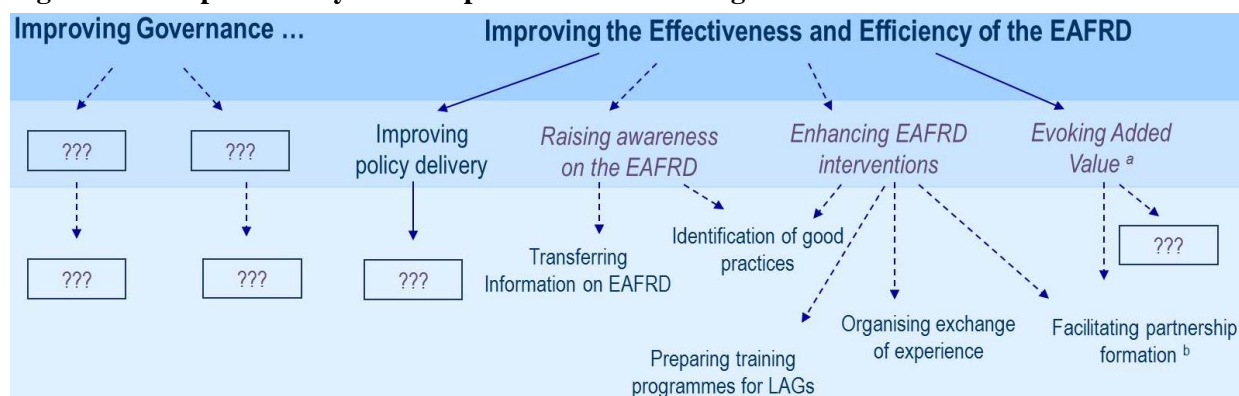 Improving Governance …
Improving the Effectiveness and Efficiency of the EAFRD
???
???
Improving
policy delivery
Raising awareness
on the EAFRD
Enhancing EAFRD
interventions
Evoking Added
Value a
???
???
???
Transferring
Information on EAFRD
Identification of good
practices
???
Preparing training
programmes for LAGs
Organising exchange
of experience
Facilitating partnership
formation b